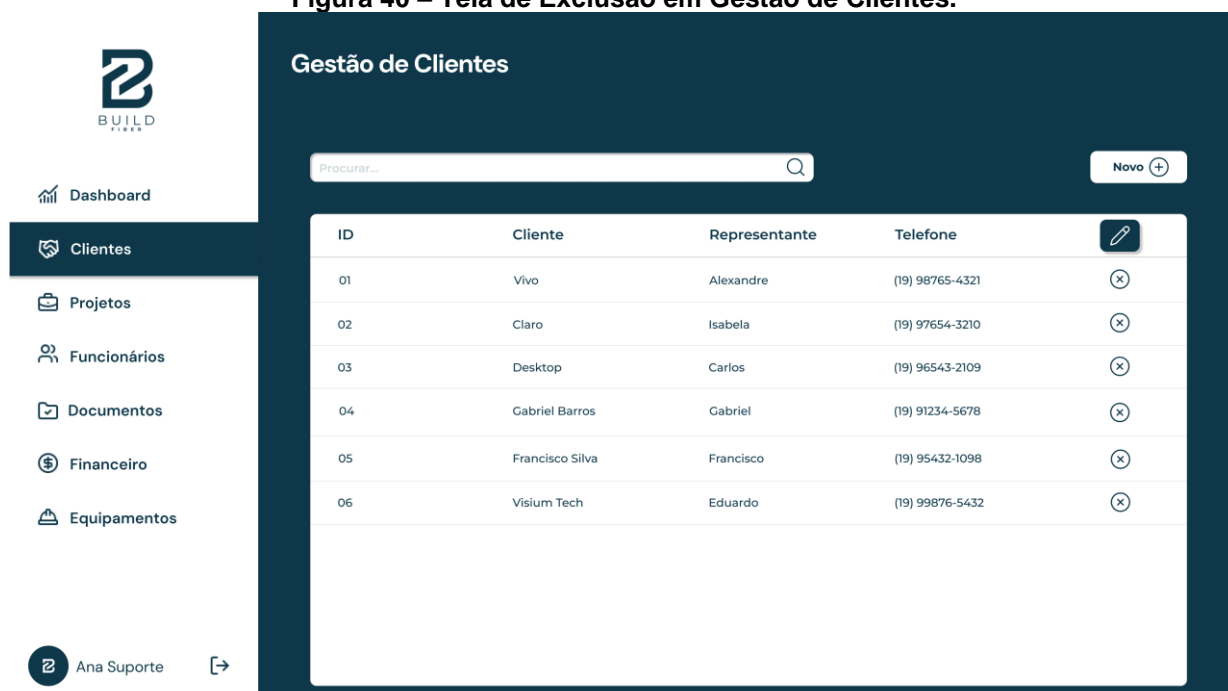 Figura 40 – Tela de Exclusão em Gestão de Clientes.
BUILD
FIBER
Dashboard
Clientes
Projetos
Funcionários
Documentos
Financeiro
Equipamentos
Ana Suporte
Gestão de Clientes
Procurar...
Novo
ID Cliente Representante Telefone
01 Vivo Alexandre (19) 98765-4321
02 Claro Isabela (19) 97654-3210
03 Desktop Carlos (19) 96543-2109
04 Gabriel Barros Gabriel (19) 91234-5678
05 Francisco Silva Francisco (19) 95432-1098
06 Visium Tech Eduardo (19) 99876-5432